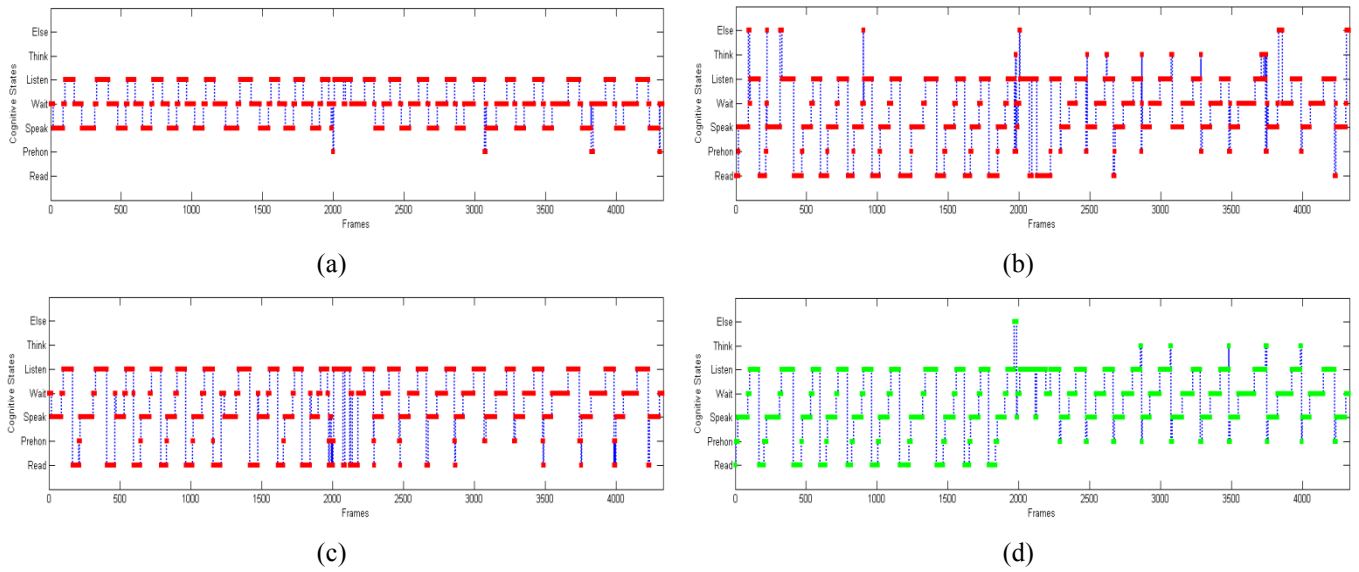 Cognitive States
Else
Think
Listen
Wait
Speak
Prehon
Read
0 500 1000 1500 2000 2500 3000 3500 4000
Frames
(a)
Cognitive States
Else
Think
Listen
Wait
Speak
Prehon
Read
0 500 1000 1500 2000 2500 3000 3500 4000
Frames
(b)
Cognitive States
Else
Think
Listen
Wait
Speak
Prehon
Read
0 500 1000 1500 2000 2500 3000 3500 4000
Frames
(c)
Cognitive States
Else
Think
Listen
Wait
Speak
Prehon
Read
0 500 1000 1500 2000 2500 3000 3500 4000
Frames
(d)